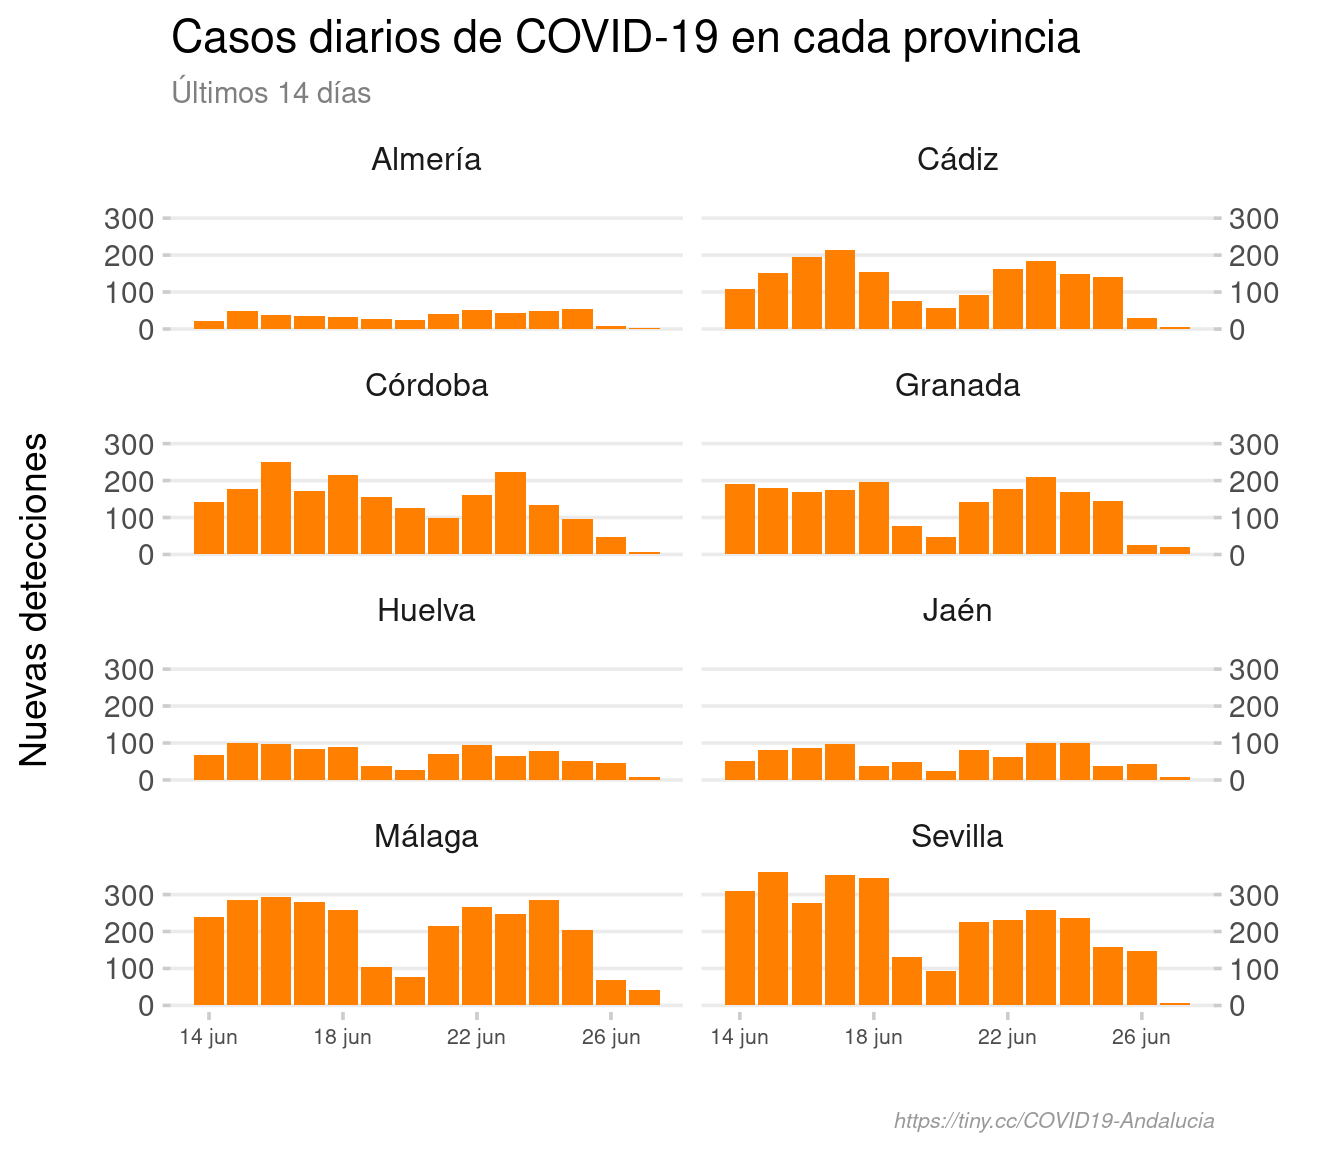 Casos diarios de COVID-19 en cada provincia
Últimos 14 días
Nuevas detecciones
Almería
Cádiz
300
200
100
0
300
200
100
0
Córdoba
Granada
300
200
100
0
300
200
100
0
Huelva
Jaén
300
200
100
0
300
200
100
0
Málaga
Sevilla
300
200
100
0
300
200
100
0
14 jun 18 jun 22 jun 26 jun
14 jun 18 jun 22 jun 26 jun
https://tiny.cc/COVID19-Andalucia